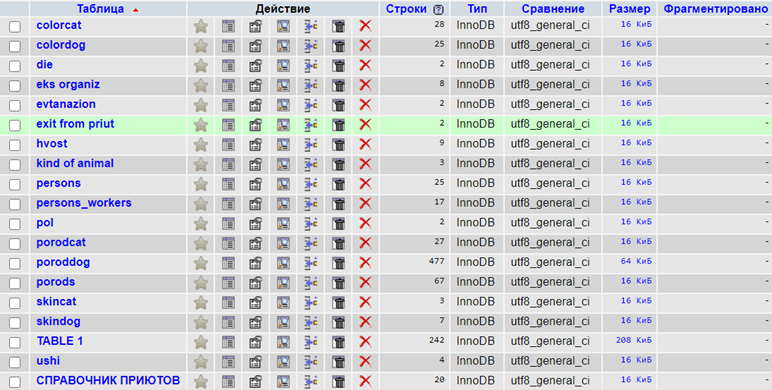 Таблица Действие Строки Тип Сравнение Размер Фрагментировано
colorcat 28 InnoDB utf8_general_ci 16 КиБ -
colordog 25 InnoDB utf8_general_ci 16 КиБ -
die 2 InnoDB utf8_general_ci 16 КиБ -
eks organiz 8 InnoDB utf8_general_ci 16 КиБ -
evtanazion 2 InnoDB utf8_general_ci 16 КиБ -
exit from priut 2 InnoDB utf8_general_ci 16 КиБ -
hvost 9 InnoDB utf8_general_ci 16 КиБ -
kind of animal 3 InnoDB utf8_general_ci 16 КиБ -
persons 25 InnoDB utf8_general_ci 16 КиБ -
persons_workers 17 InnoDB utf8_general_ci 16 КиБ -
pol 2 InnoDB utf8_general_ci 16 КиБ -
porodcat 27 InnoDB utf8_general_ci 16 КиБ -
poroddog 477 InnoDB utf8_general_ci 64 КиБ -
porods 67 InnoDB utf8_general_ci 16 КиБ -
skincat 3 InnoDB utf8_general_ci 16 КиБ -
skindog 7 InnoDB utf8_general_ci 16 КиБ -
TABLE 1 242 InnoDB utf8_general_ci 208 КиБ -
ushi 4 InnoDB utf8_general_ci 16 КиБ -
СПРАВОЧНИК ПРИЮТОВ 20 InnoDB utf8_general_ci 16 КиБ -